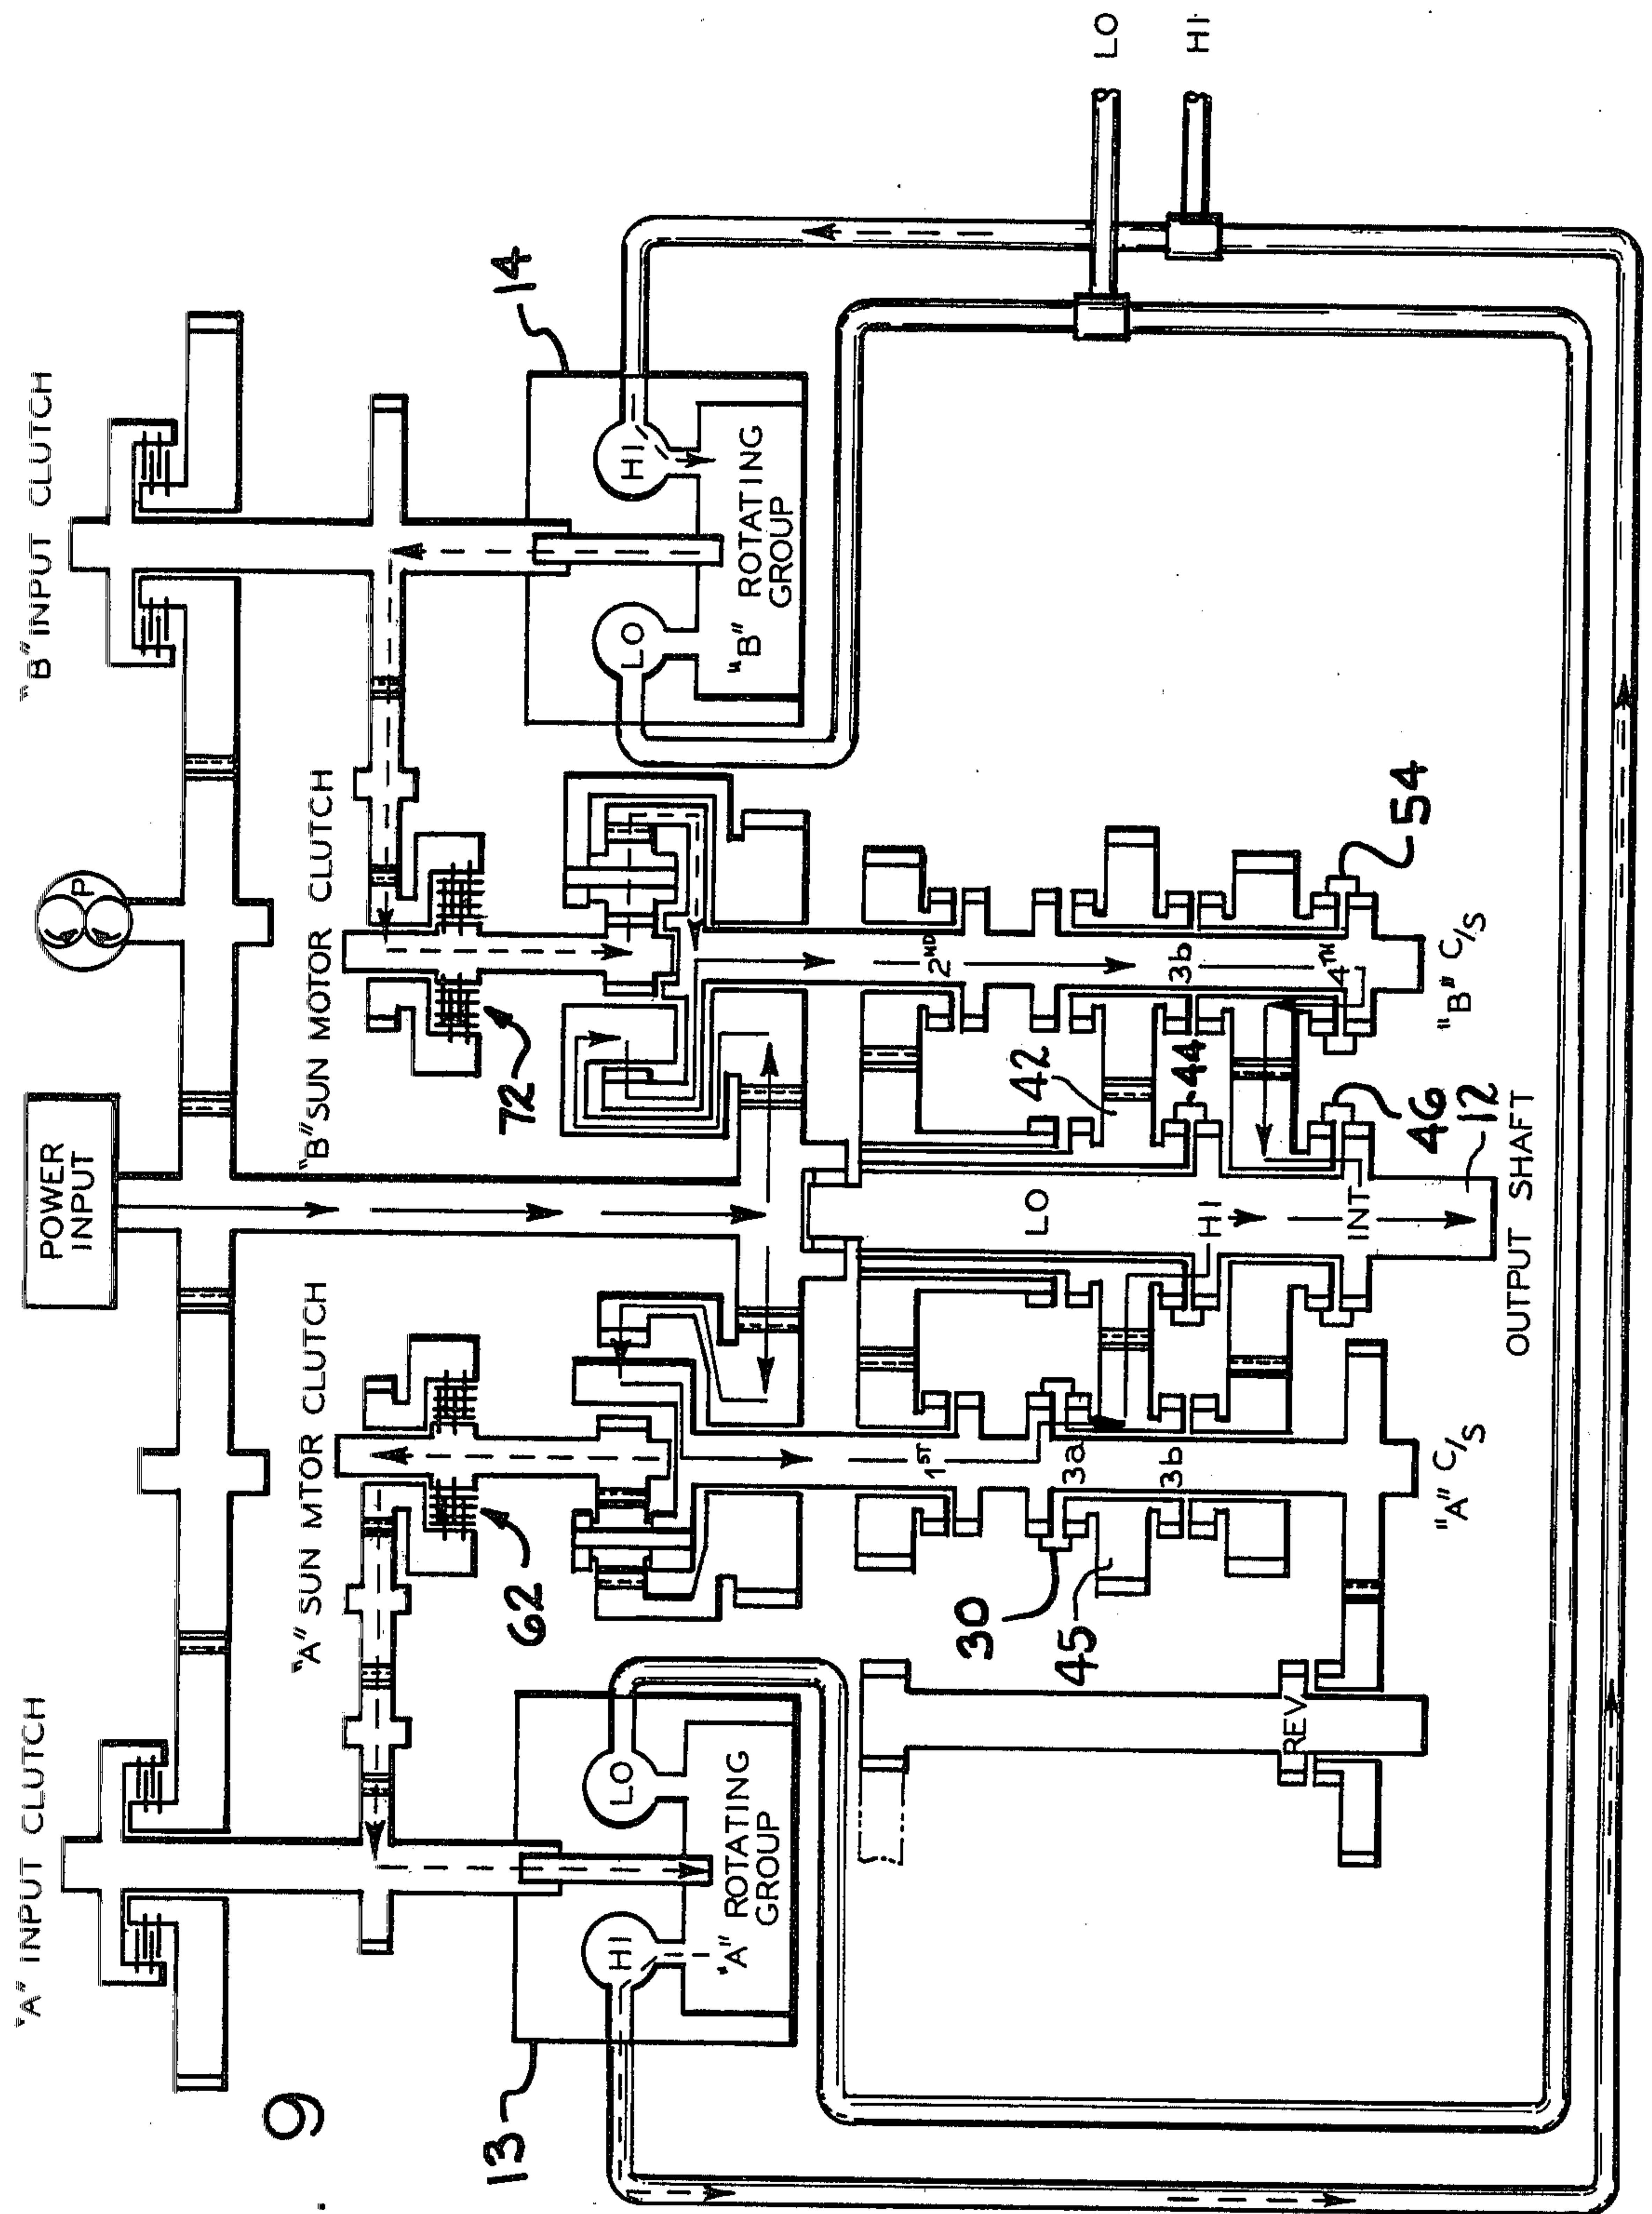 "A" INPUT CLUTCH
POWER
INPUT
P
"B" INPUT CLUTCH
"A" SUN MTOR CLUTCH
"B" SUN MOTOR CLUTCH
9
62
72
13
14
HI
LO
"A" ROTATING
GROUP
LO
HI
"B" ROTATING
GROUP
LO
HI
1ST
2ND
30
45
3a
3b
LO
42
44
3b
HI
4TH
54
REV
INT
46
12
"A" C/S
"B" C/S
OUTPUT SHAFT